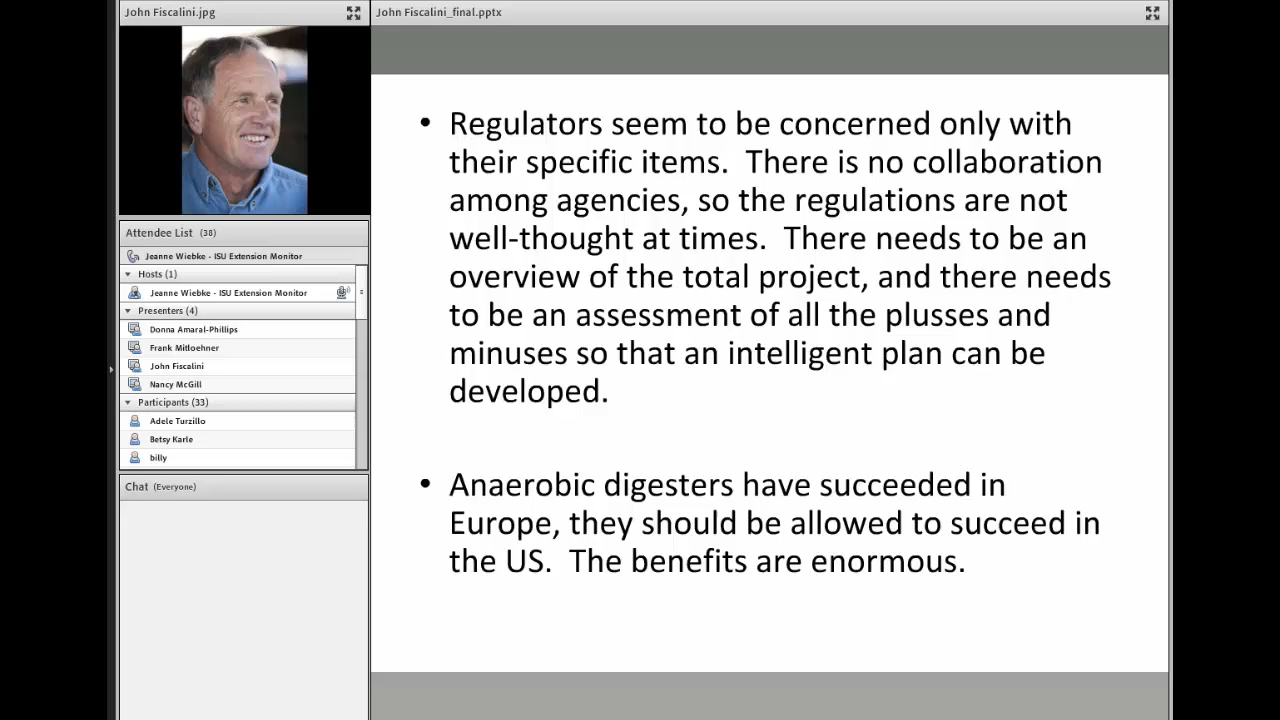 John Fiscalini.jpg
Attendee List (38)
Jeanne Wiebke - ISU Extension Monitor
Hosts (1)
Jeanne Wiebke - ISU Extension Monitor
Presenters (4)
Donna Amaral-Phillips
Frank Mitloehner
John Fiscalini
Nancy McGill
Participants (33)
Adele Turzillo
Betsy Karle
billy
Chat (Everyone)
John Fiscalini_final.pptx
• Regulators seem to be concerned only with
their specific items.  There is no collaboration
among agencies, so the regulations are not
well-thought at times.  There needs to be an
overview of the total project, and there needs
to be an assessment of all the plusses and
minuses so that an intelligent plan can be
developed.
• Anaerobic digesters have succeeded in
Europe, they should be allowed to succeed in
the US.  The benefits are enormous.